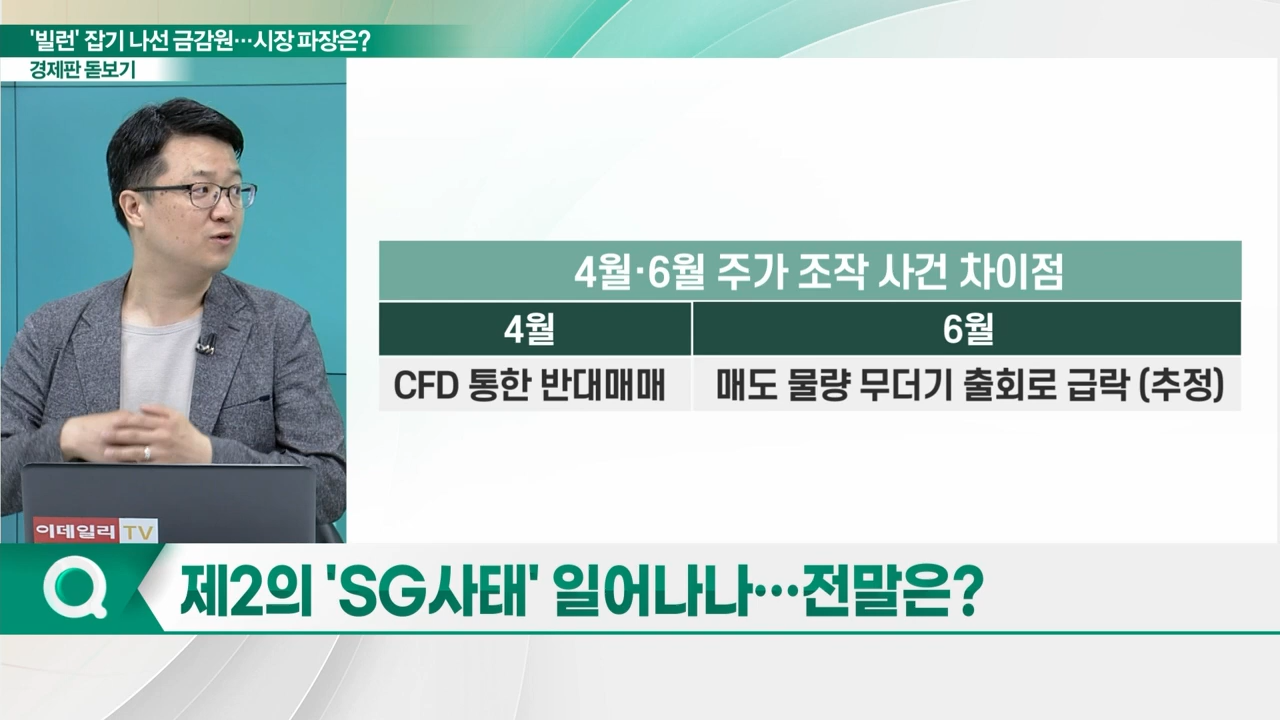 '빌런' 잡기 나선 금감원…시장 파장은?
경제판 돋보기
4월·6월 주가 조작 사건 차이점
4월
6월
CFD 통한 반대매매
매도 물량 무더기 출회로 급락 (추정)
이데일리 TV
제2의 'SG사태' 일어나나…전말은?